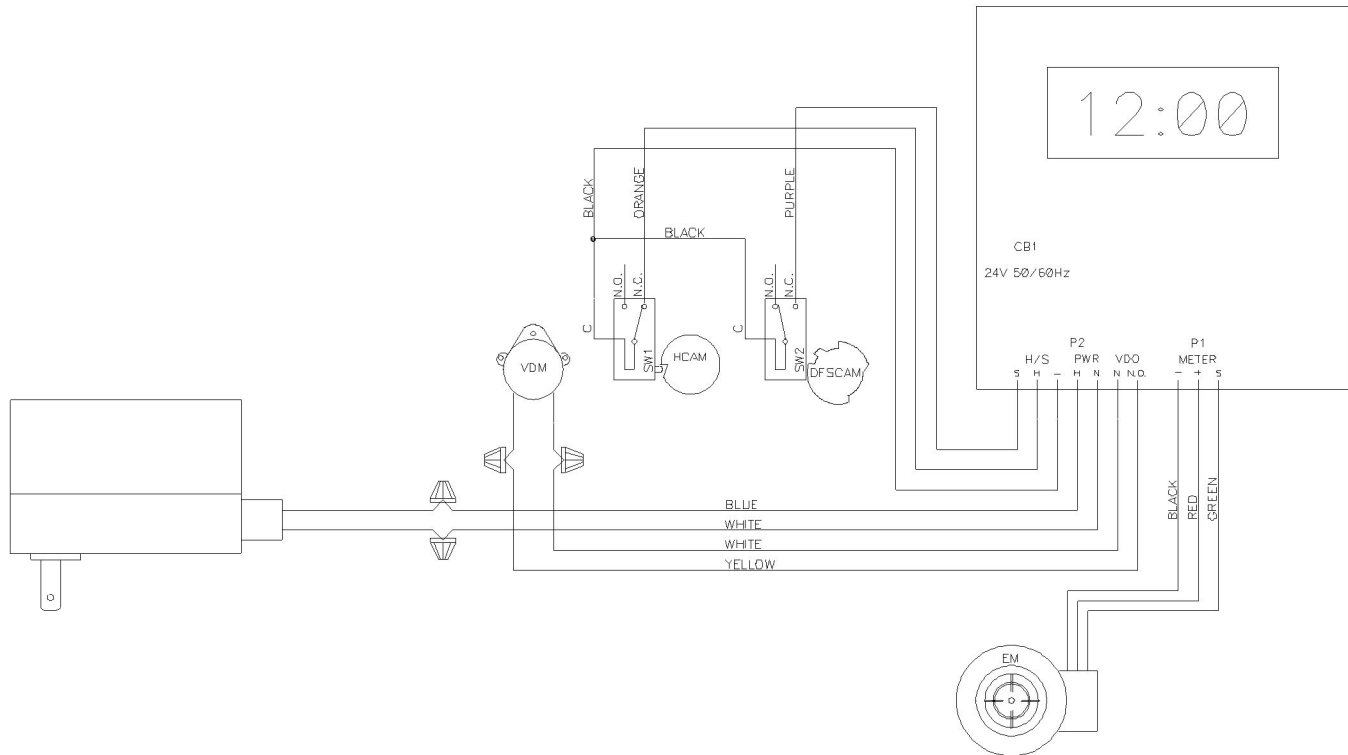 12:00
BLACK
ORANGE
PURPLE
BLACK
CB1
24V 50/60Hz
N.O.
N.C.
N.O.
N.C.
C
C
SW1
HCAM
SW2
DFSCAM
VDM
P2
P1
H/S
PWR
VDO
METER
S H - H N N N.O. - + S
BLUE
WHITE
WHITE
YELLOW
BLACK
RED
GREEN
EM